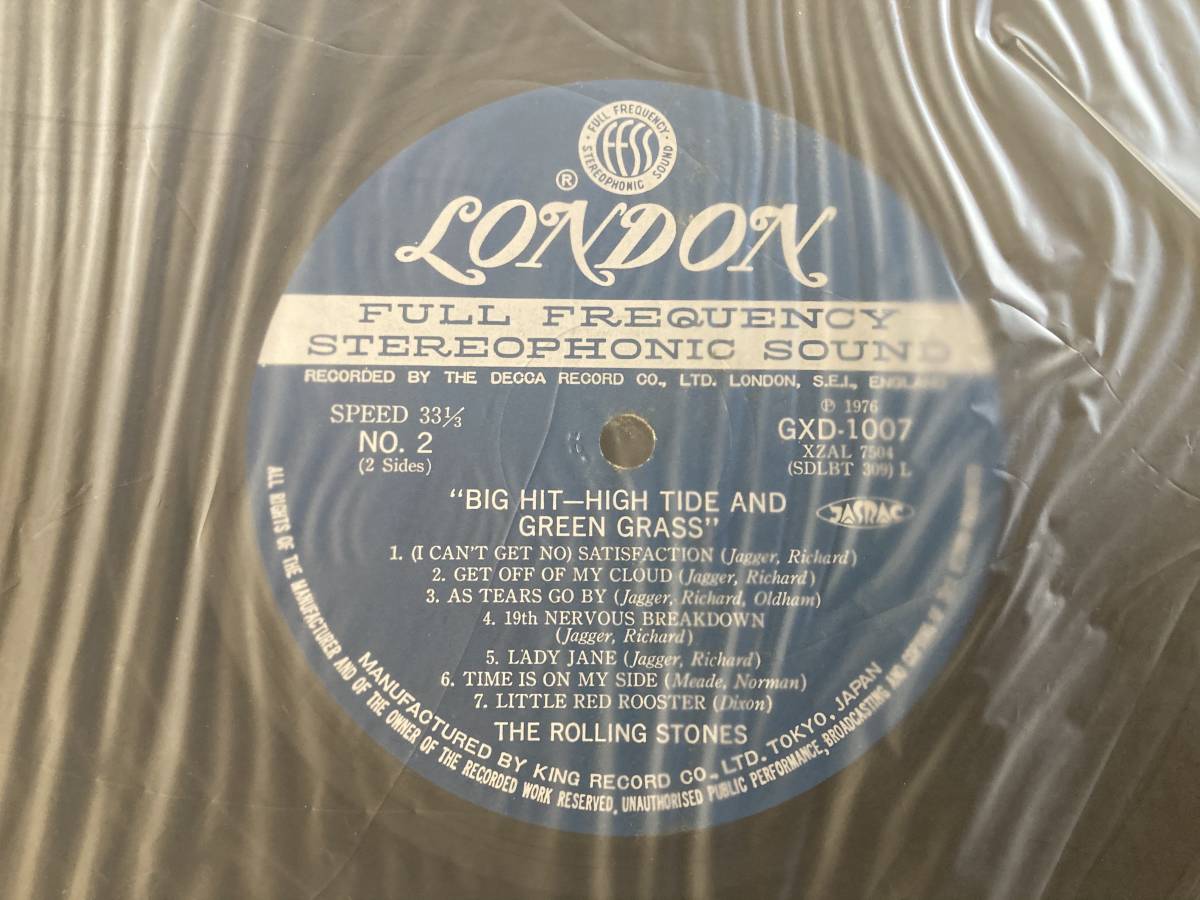 FULL FREQUENCY
FFSS
STEREOPHONIC SOUND
®
LONDON
FULL FREQUENCY
STEREOPHONIC SOUND
RECORDED BY THE DECCA RECORD CO., LTD. LONDON, S.E.I., ENGLAND
SPEED 33⅓
NO. 2
(2 Sides)
℗ 1976
GXD-1007
XZAL 7504
(SDLBT 309) L
JASRAC
"BIG HIT—HIGH TIDE AND
GREEN GRASS"
1. (I CAN'T GET NO) SATISFACTION (Jagger, Richard)
2. GET OFF OF MY CLOUD (Jagger, Richard)
3. AS TEARS GO BY (Jagger, Richard, Oldham)
4. 19th NERVOUS BREAKDOWN
(Jagger, Richard)
5. LADY JANE (Jagger, Richard)
6. TIME IS ON MY SIDE (Meade, Norman)
7. LITTLE RED ROOSTER (Dixon)
THE ROLLING STONES
MANUFACTURED BY KING RECORD CO., LTD. TOKYO, JAPAN
ALL RIGHTS OF THE MANUFACTURER AND OF THE OWNER OF THE RECORDED WORK RESERVED, UNAUTHORISED PUBLIC PERFORMANCE, BROADCASTING AND